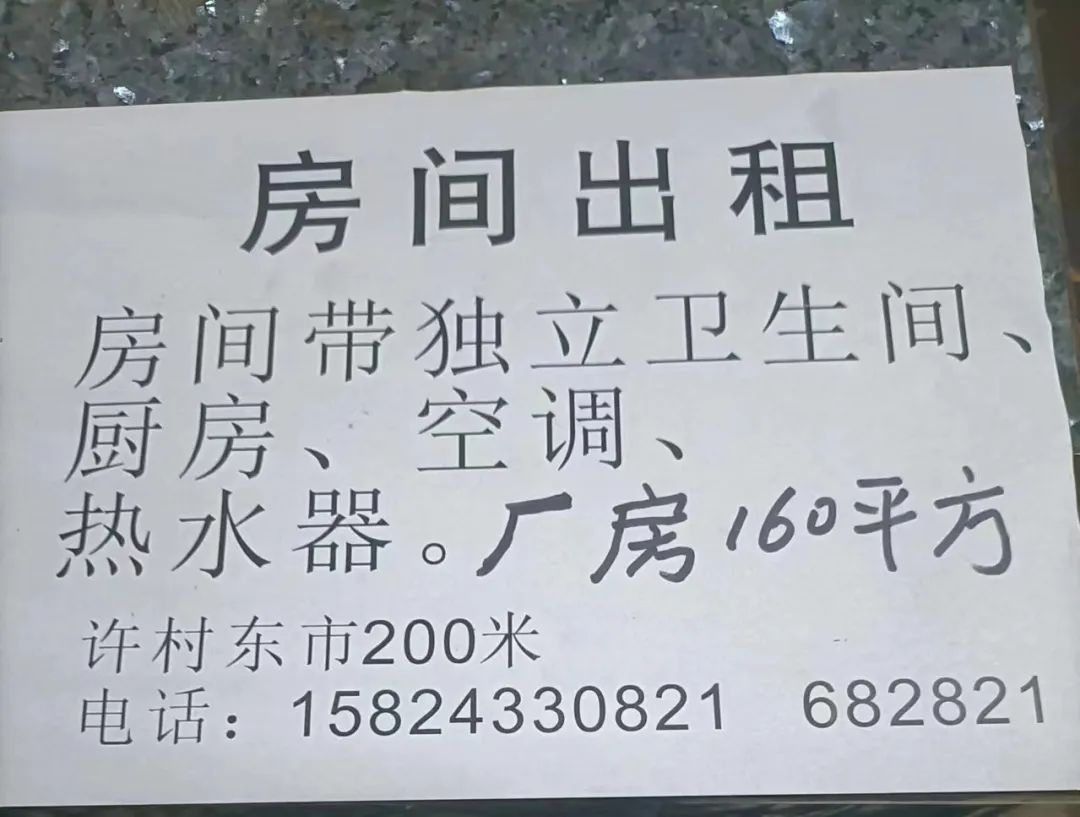 房间出租
房间带独立卫生间、
厨房、空调、
热水器。厂房160平方
许村东市200米
电话：15824330821 682821